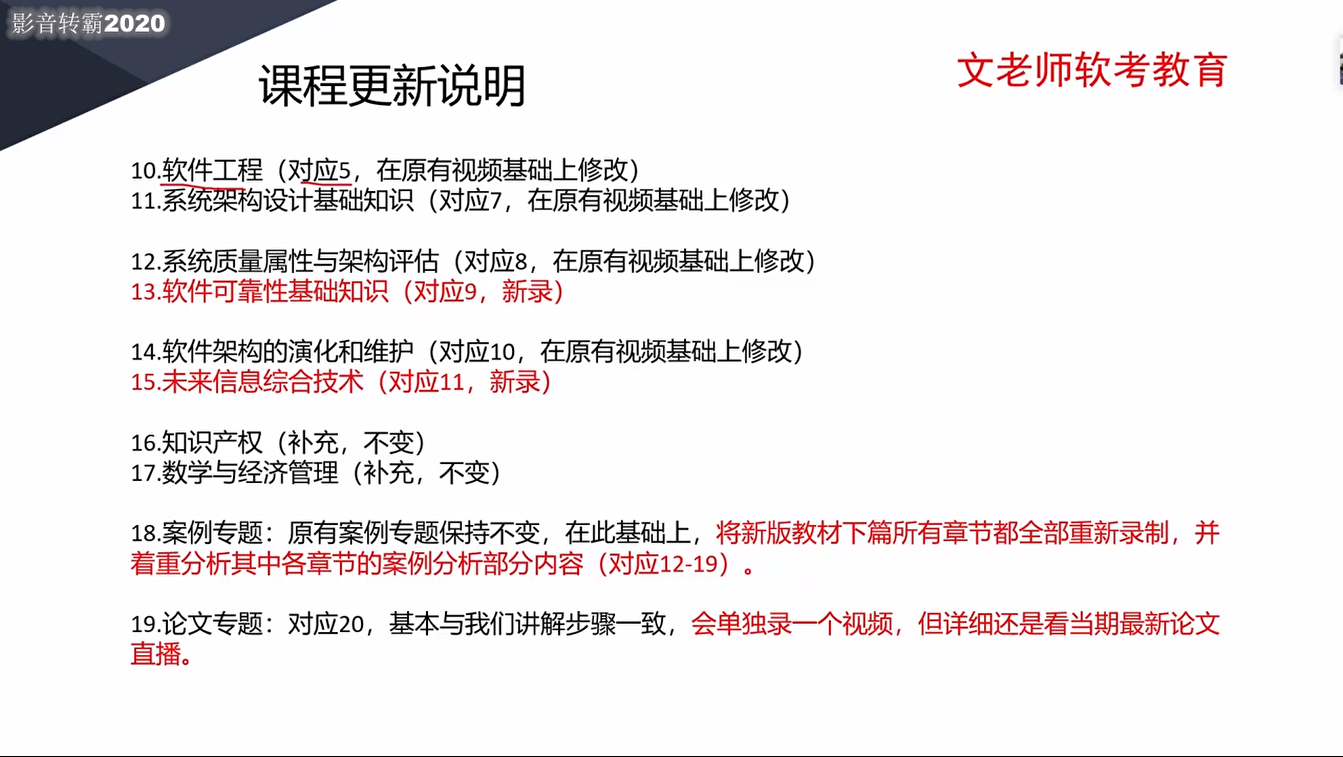 影音转霸2020
课程更新说明
文老师软考教育
10.软件工程（对应5，在原有视频基础上修改）
11.系统架构设计基础知识（对应7，在原有视频基础上修改）
12.系统质量属性与架构评估（对应8，在原有视频基础上修改）
13.软件可靠性基础知识（对应9，新录）
14.软件架构的演化和维护（对应10，在原有视频基础上修改）
15.未来信息综合技术（对应11，新录）
16.知识产权（补充，不变）
17.数学与经济管理（补充，不变）
18.案例专题：原有案例专题保持不变，在此基础上，将新版教材下篇所有章节都全部重新录制，并
着重分析其中各章节的案例分析部分内容（对应12-19）。
19.论文专题：对应20，基本与我们讲解步骤一致，会单独录一个视频，但详细还是看当期最新论文
直播。